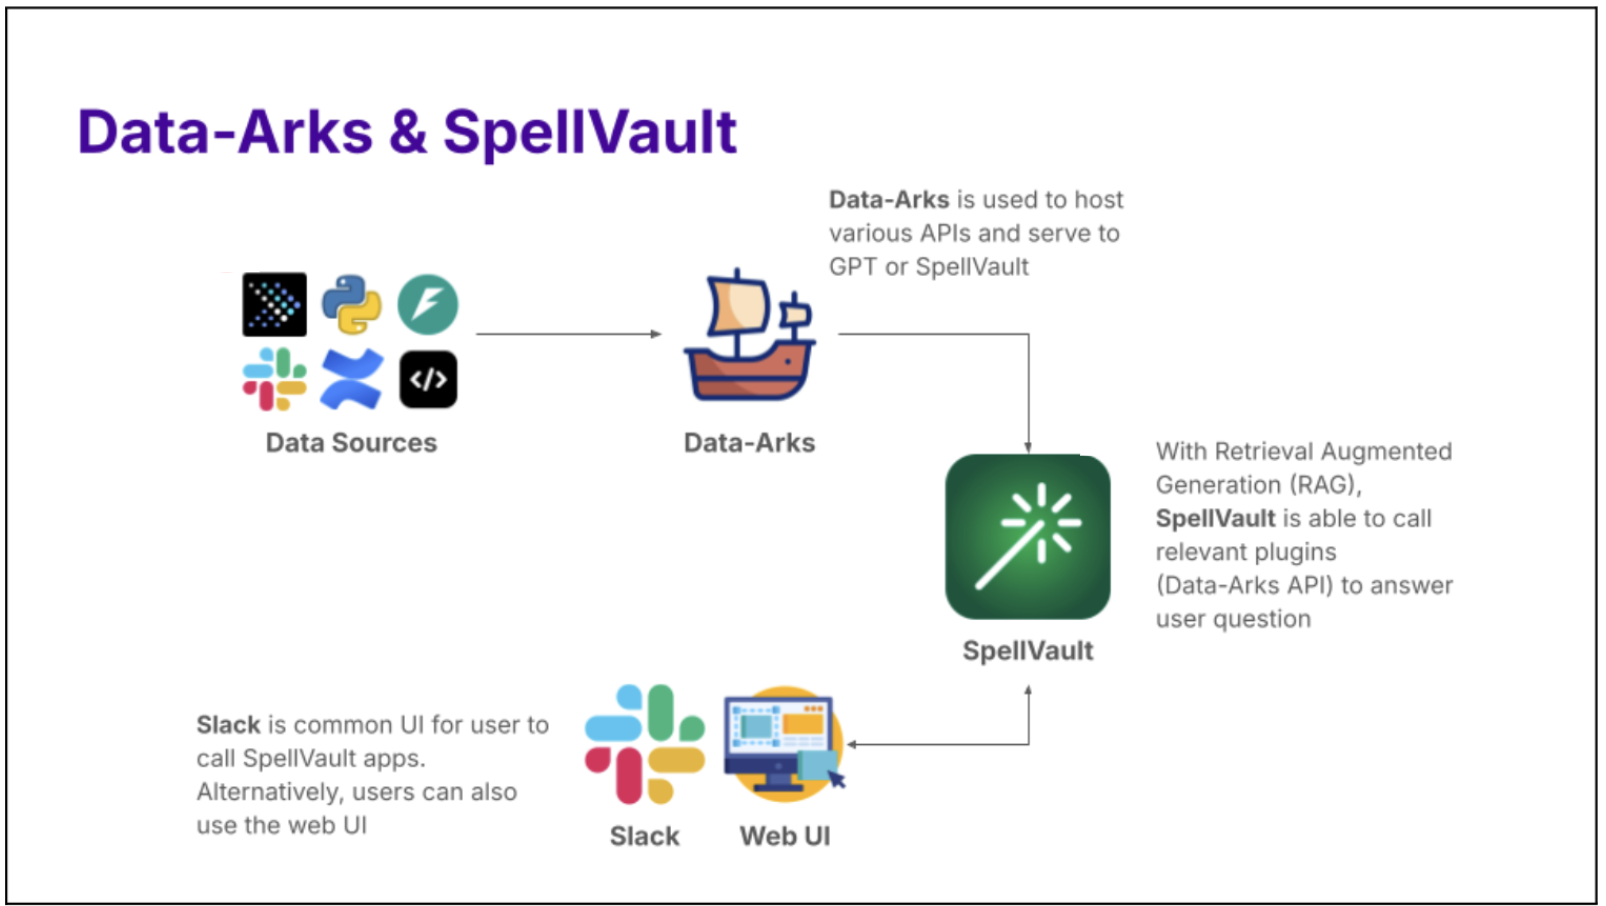 Data-Arks & SpellVault
Data-Arks is used to host
various APIs and serve to
GPT or SpellVault
</>
Data Sources
Data-Arks
With Retrieval Augmented
Generation (RAG),
SpellVault is able to call
relevant plugins
(Data-Arks API) to answer
user question
SpellVault
Slack is common UI for user to
call SpellVault apps.
Alternatively, users can also
use the web UI
Slack
Web UI